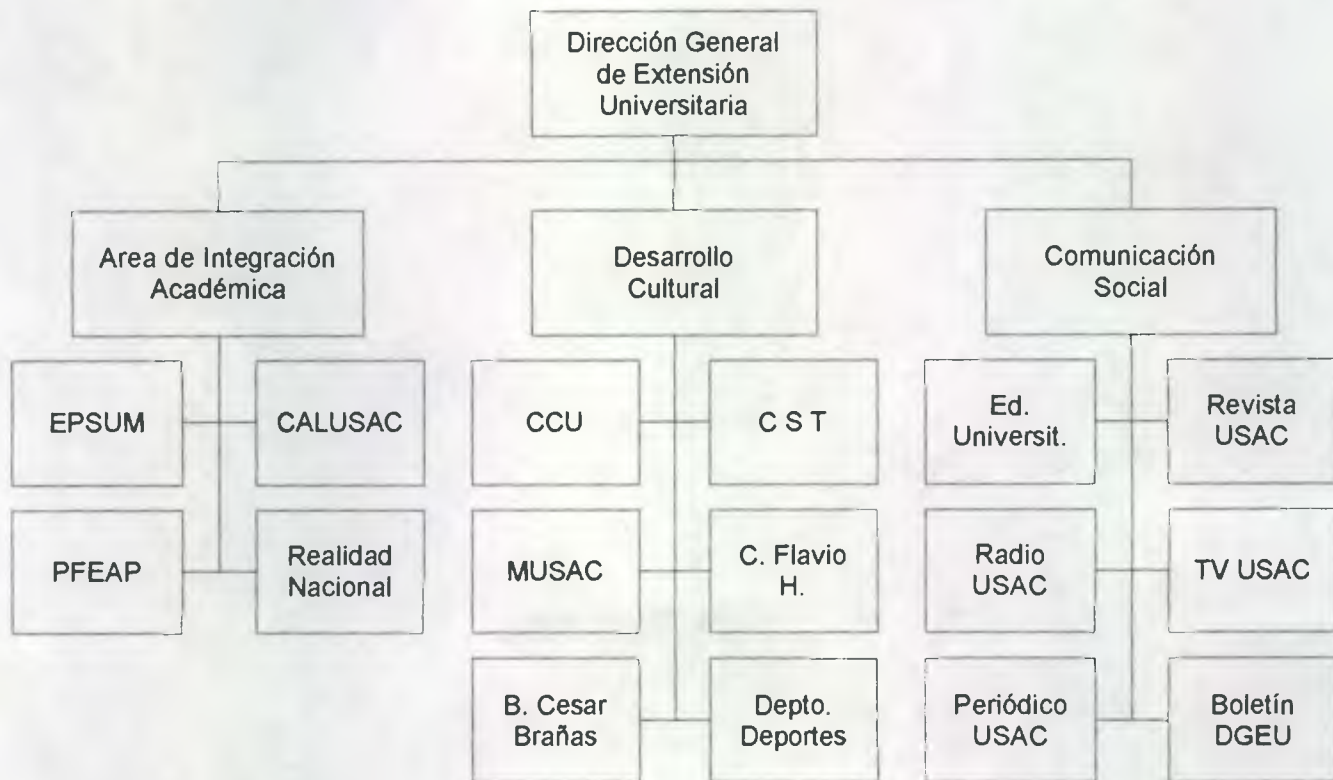 Dirección General
de Extensión
Universitaria
Area de Integración
Académica
Desarrollo
Cultural
Comunicación
Social
EPSUM
CALUSAC
CCU
C S T
Ed.
Universit.
Revista
USAC
PFEAP
Realidad
Nacional
MUSAC
C. Flavio
H.
Radio
USAC
TV USAC
B. Cesar
Brañas
Depto.
Deportes
Periódico
USAC
Boletín
DGEU